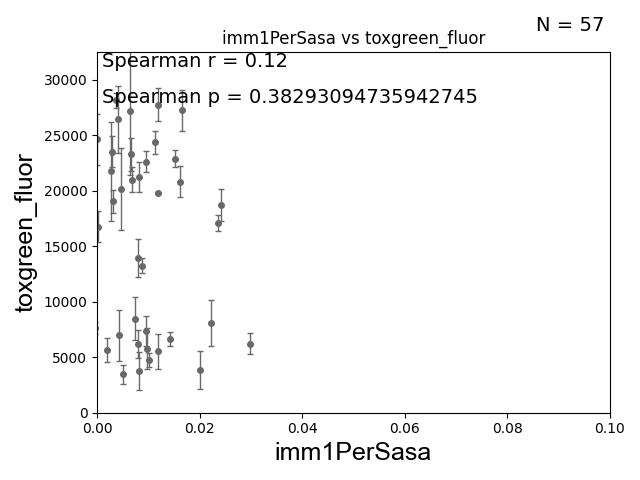 N = 57
imm1PerSasa vs toxgreen_fluor
Spearman r = 0.12
Spearman p = 0.38293094735942745
toxgreen_fluor
30000
25000
20000
15000
10000
5000
0
0.00 0.02 0.04 0.06 0.08 0.10
imm1PerSasa